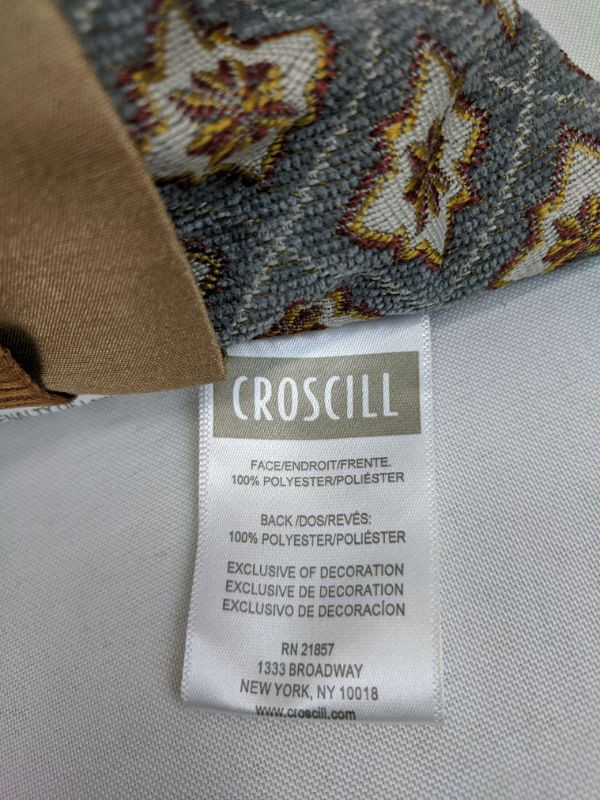 CROSCILL
FACE/ENDROIT/FRENTE.
100% POLYESTER/POLIÉSTER
BACK /DOS/REVÉS:
100% POLYESTER/POLIÉSTER
EXCLUSIVE OF DECORATION
EXCLUSIVE DE DECORATION
EXCLUSIVO DE DECORACÍON
RN 21857
1333 BROADWAY
NEW YORK, NY 10018
www.croscill.com